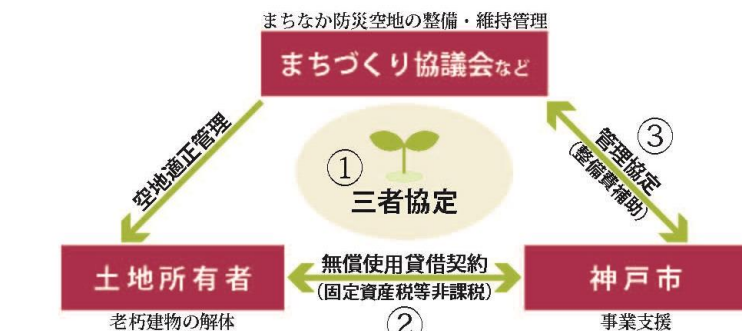 まちなか防災空地の整備・維持管理
まちづくり協議会など
空地適正管理
①
三者協定
③
管理協定
(整備費補助)
土地所有者
無償使用貸借契約
(固定資産税等非課税)
②
神戸市
老朽建物の解体
事業支援